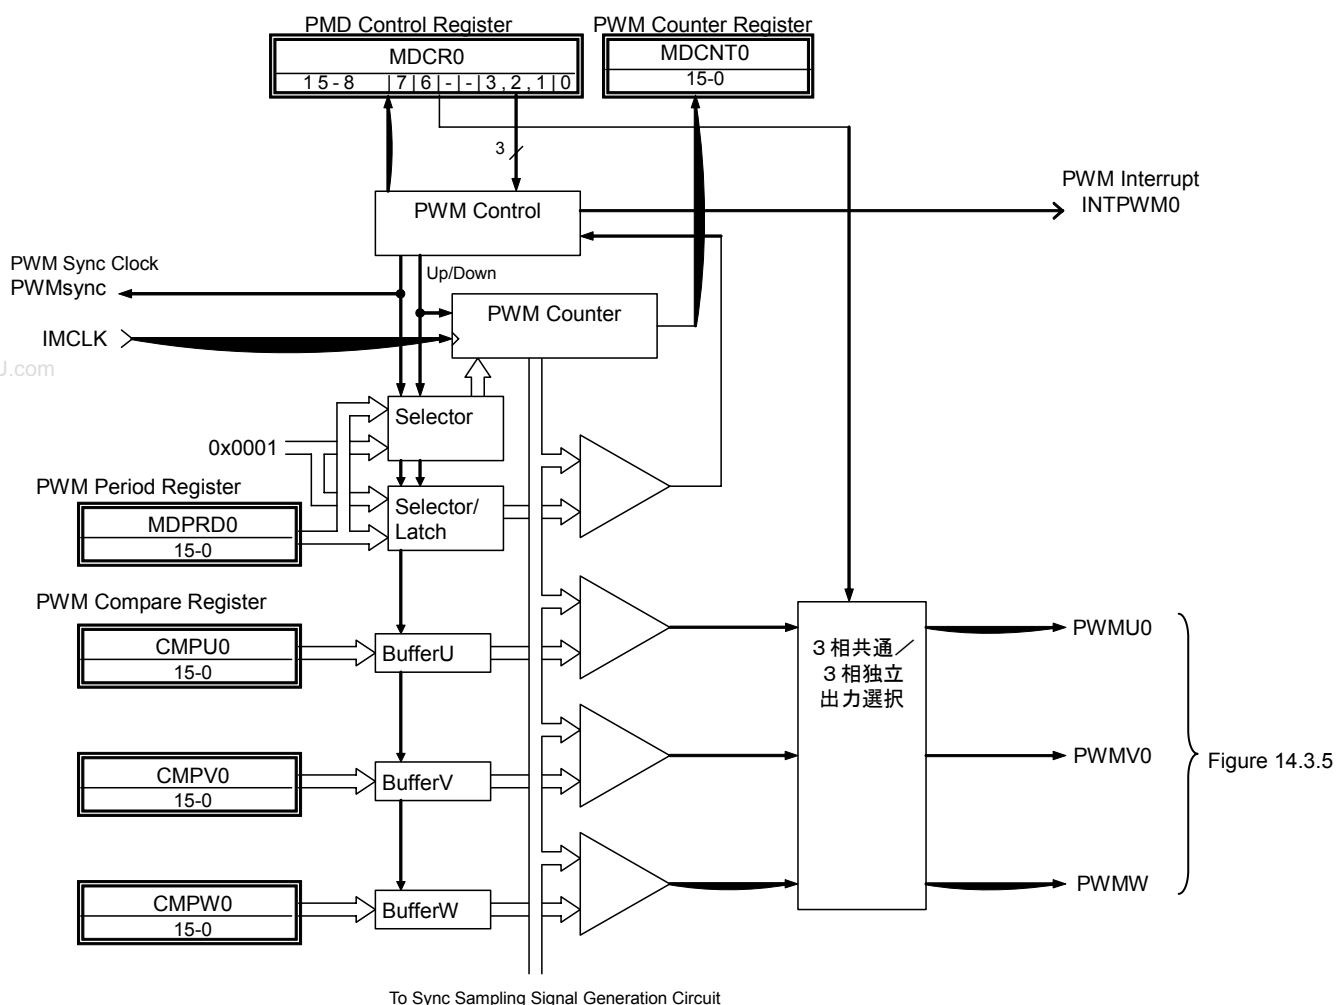 PMD Control Register
PWM Counter Register
MDCR0
15-8 |7|6|-|-|3,2,1|0
MDCNT0
15-0
3
PWM Interrupt
INTPWM0
PWM Control
PWM Sync Clock
PWMsync
Up/Down
PWM Counter
IMCLK
U.com
Selector
0x0001
PWM Period Register
MDPRD0
15-0
Selector/
Latch
PWM Compare Register
CMPU0
15-0
BufferU
3相共通/
3相独立
出力選択
PWMU0
CMPV0
15-0
BufferV
PWMV0
Figure 14.3.5
CMPW0
15-0
BufferW
PWMW
To Sync Sampling Signal Generation Circuit